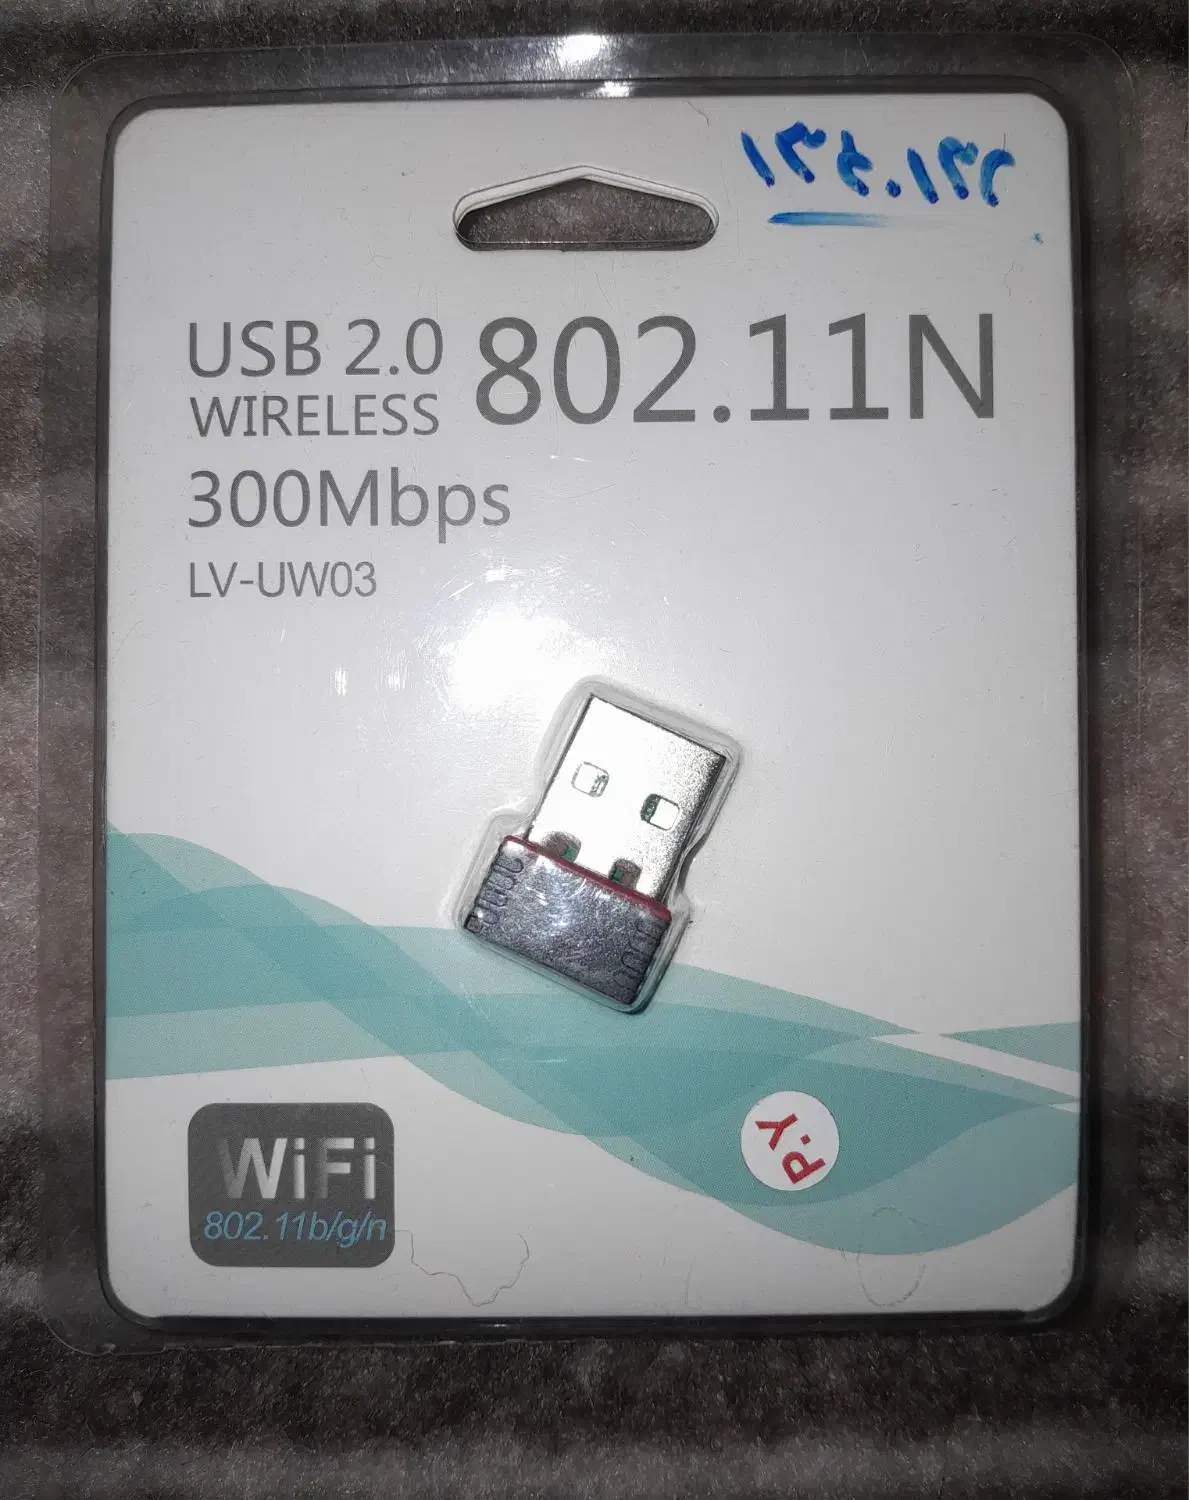 USB 2.0
WIRELESS
802.11N
300Mbps
LV-UW03
WiFi
802.11b/g/n
P.Y